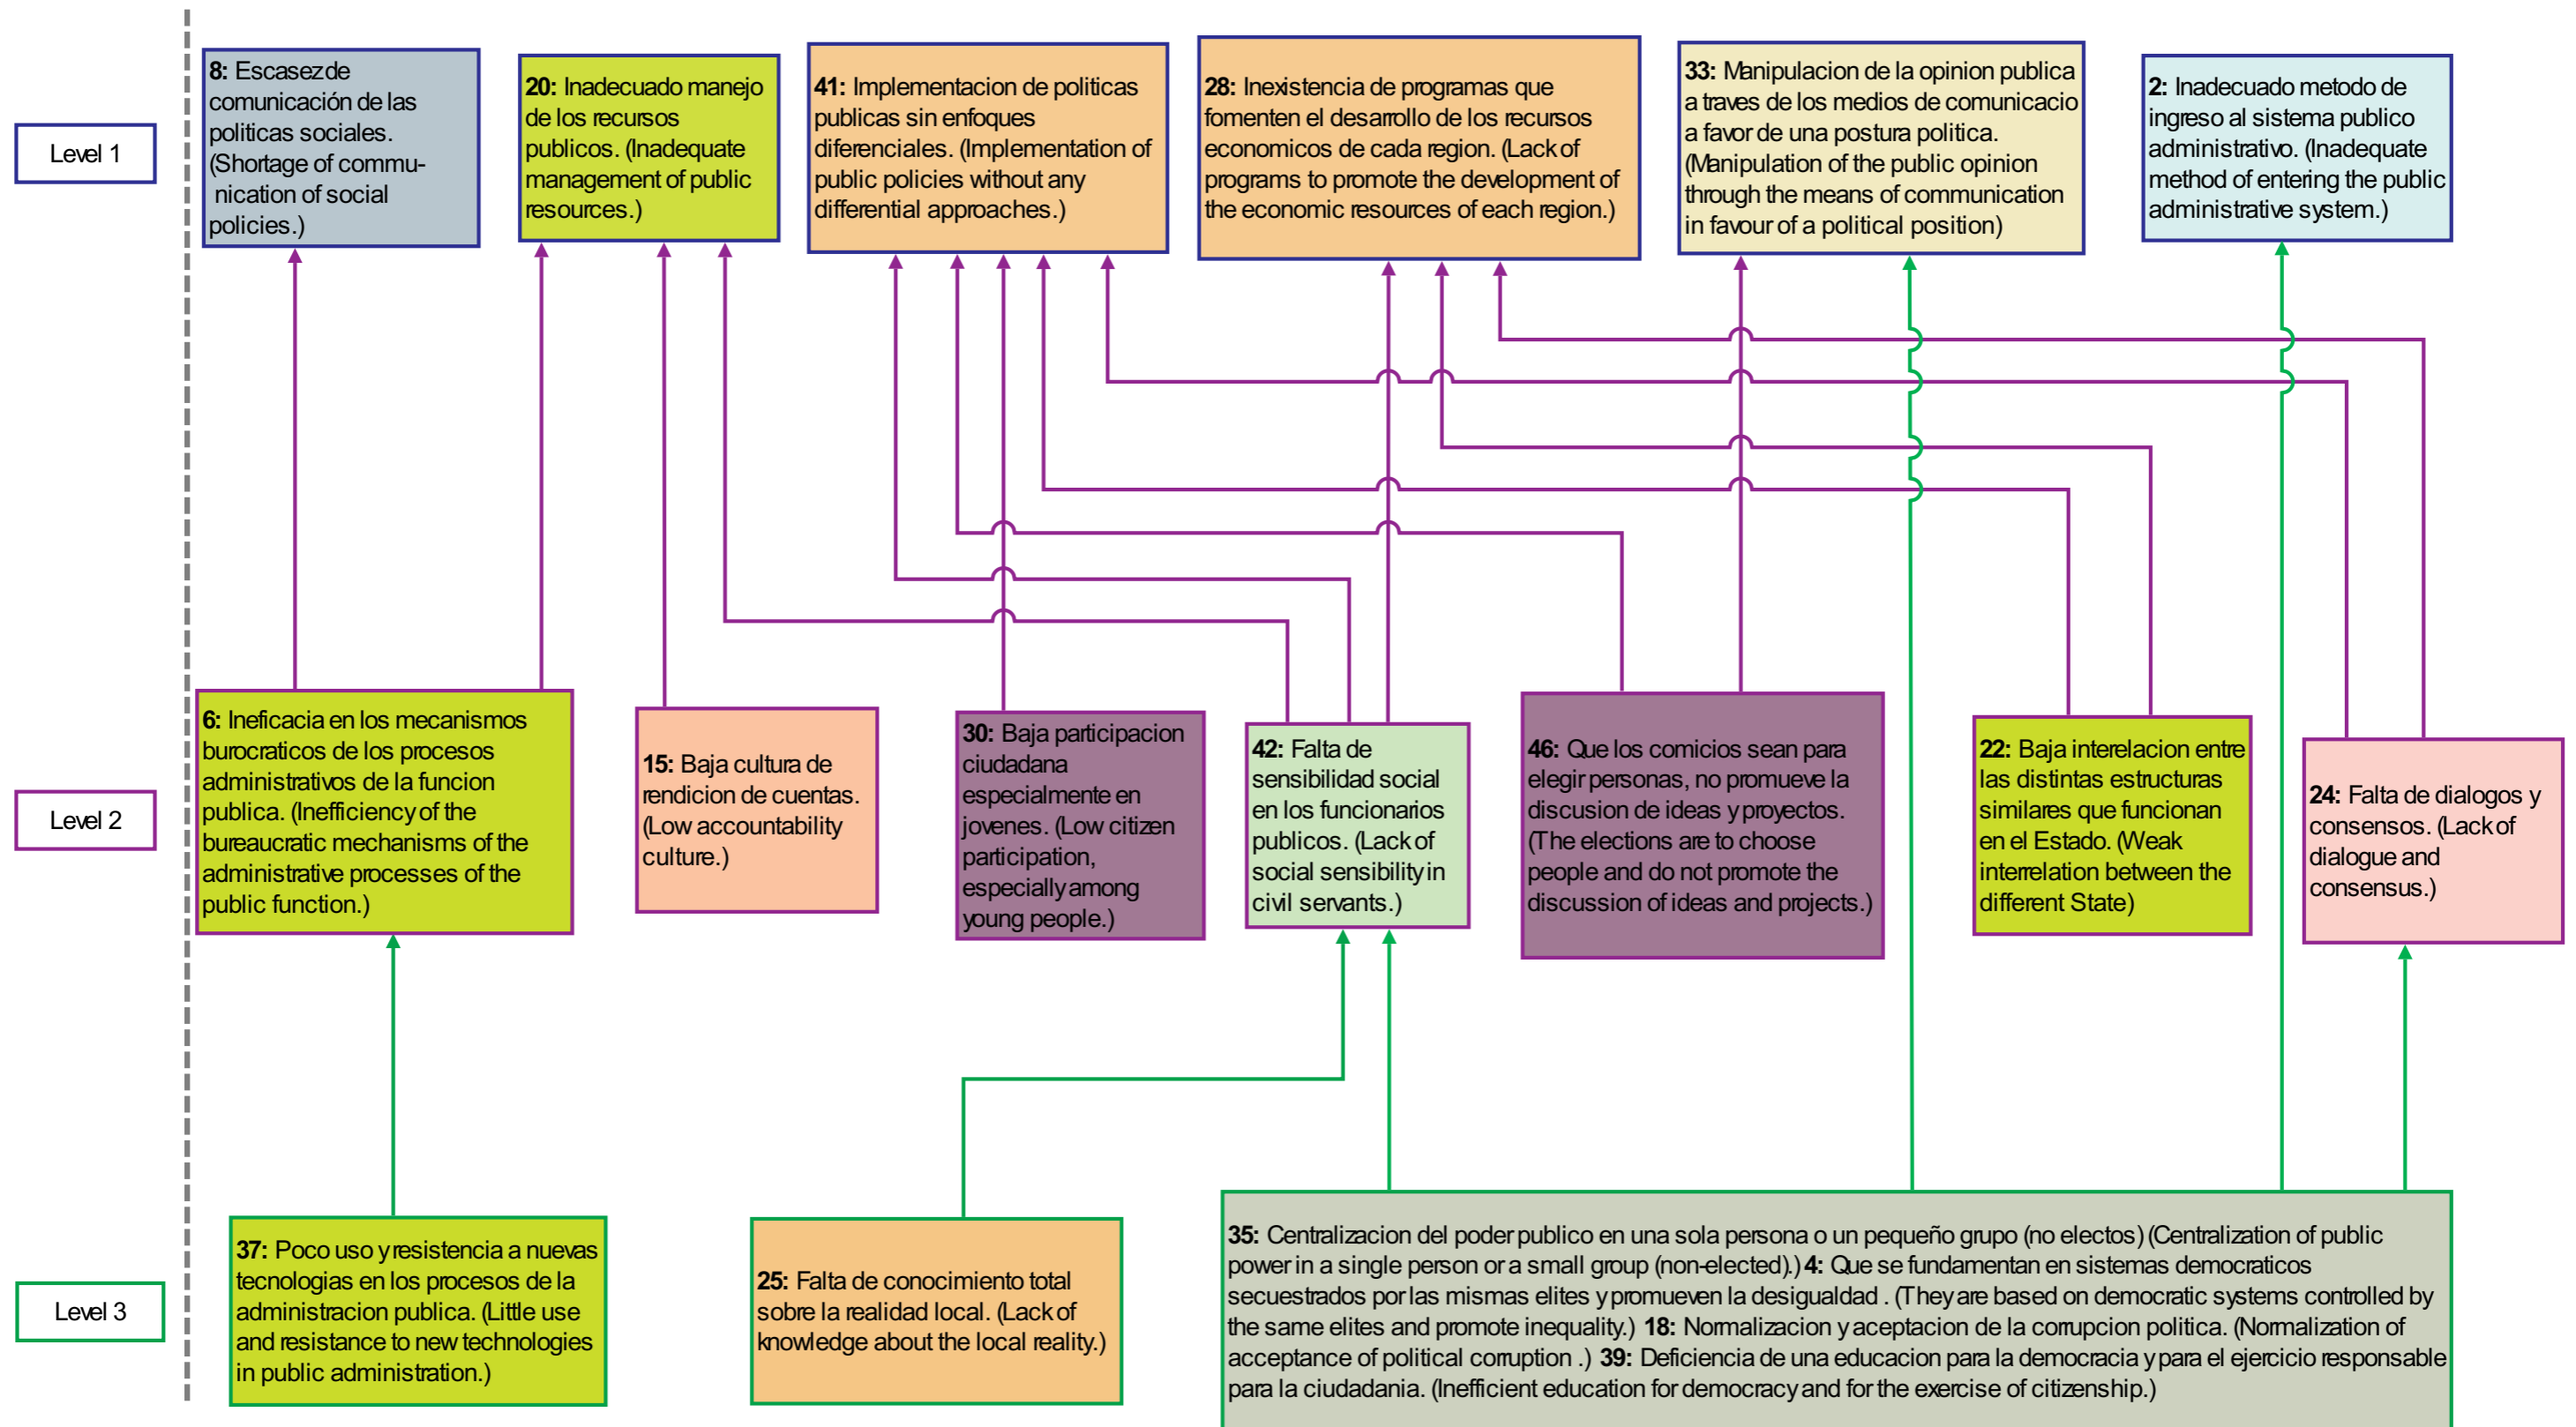 Level 1
8: Escasez de
comunicación de las
politicas sociales.
(Shortage of commu-
nication of social
policies.)
20: Inadecuado manejo
de los recursos
publicos. (Inadequate
management of public
resources.)
41: Implementacion de politicas
publicas sin enfoques
diferenciales. (Implementation of
public policies without any
differential approaches.)
28: Inexistencia de programas que
fomenten el desarrollo de los recursos
economicos de cada region. (Lack of
programs to promote the development of
the economic resources of each region.)
33: Manipulacion de la opinion publica
a traves de los medios de comunicacio
a favor de una postura politica.
(Manipulation of the public opinion
through the means of communication
in favour of a political position)
2: Inadecuado metodo de
ingreso al sistema publico
administrativo. (Inadequate
method of entering the public
administrative system.)
Level 2
6: Ineficacia en los mecanismos
burocraticos de los procesos
administrativos de la funcion
publica. (Inefficiency of the
bureaucratic mechanisms of the
administrative processes of the
public function.)
15: Baja cultura de
rendicion de cuentas.
(Low accountability
culture.)
30: Baja participacion
ciudadana
especialmente en
jovenes. (Low citizen
participation,
especially among
young people.)
42: Falta de
sensibilidad social
en los funcionarios
publicos. (Lack of
social sensibility in
civil servants.)
46: Que los comicios sean para
elegir personas, no promueve la
discusion de ideas y proyectos.
(The elections are to choose
people and do not promote the
discussion of ideas and projects.)
22: Baja interelacion entre
las distintas estructuras
similares que funcionan
en el Estado. (Weak
interrelation between the
different State)
24: Falta de dialogos y
consensos. (Lack of
dialogue and
consensus.)
Level 3
37: Poco uso y resistencia a nuevas
tecnologias en los procesos de la
administracion publica. (Little use
and resistance to new technologies
in public administration.)
25: Falta de conocimiento total
sobre la realidad local. (Lack of
knowledge about the local reality.)
35: Centralizacion del poder publico en una sola persona o un pequeño grupo (no electos) (Centralization of public
power in a single person or a small group (non-elected).) 4: Que se fundamentan en sistemas democraticos
secuestrados por las mismas elites y promueven la desigualdad . (They are based on democratic systems controlled by
the same elites and promote inequality.) 18: Normalizacion y aceptacion de la corrupcion politica. (Normalization of
acceptance of political corruption .) 39: Deficiencia de una educacion para la democracia y para el ejercicio responsable
para la ciudadania. (Inefficient education for democracy and for the exercise of citizenship.)